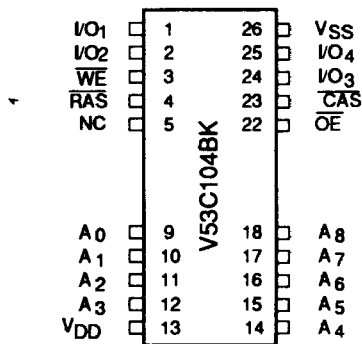 I/O1 1 26 VSS
I/O2 2 25 I/O4
WE 3 24 I/O3
RAS 4 23 CAS
NC 5 22 OE
V53C104BK
A0 9 18 A8
A1 10 17 A7
A2 11 16 A6
A3 12 15 A5
VDD 13 14 A4